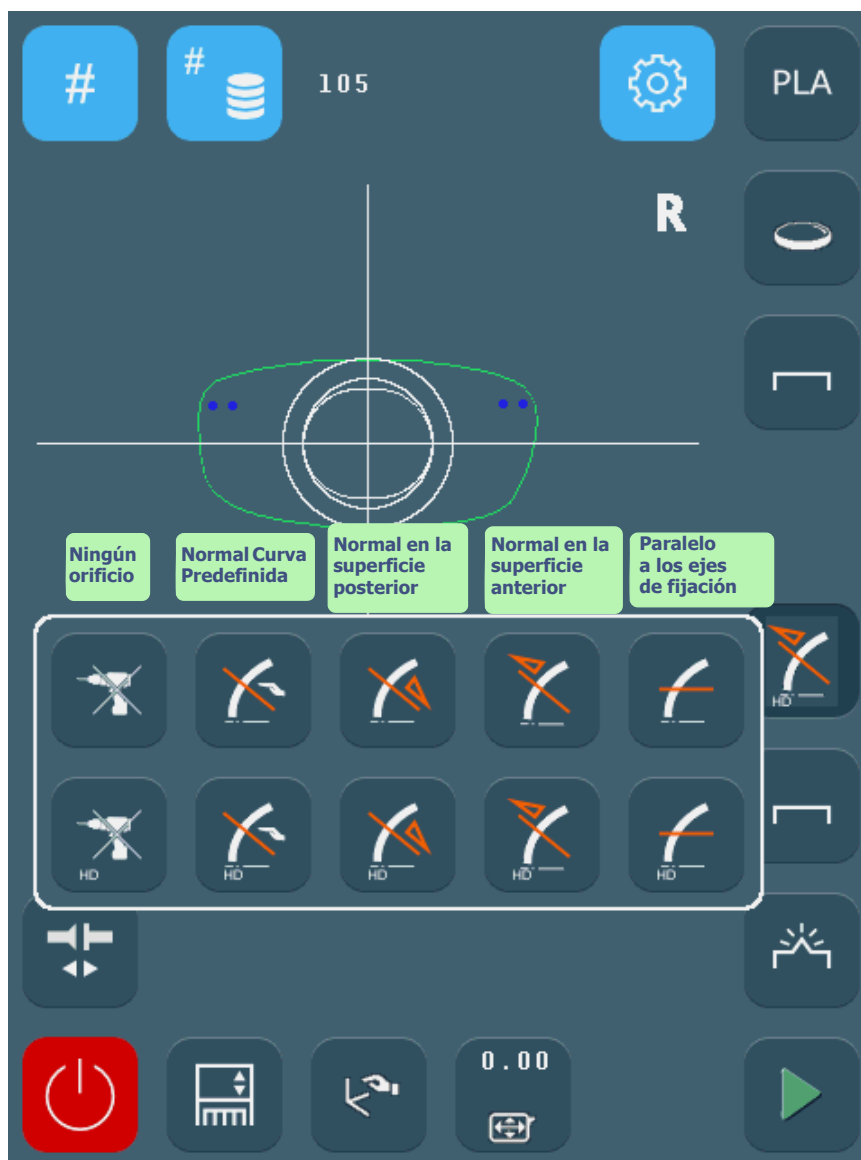 #
#
105
PLA
R
Ningún
orificio
Normal Curva
Predefinida
Normal en la
superficie
posterior
Normal en la
superficie
anterior
Paralelo
a los ejes
de fijación
HD
HD
HD
HD
HD
HD
0.00